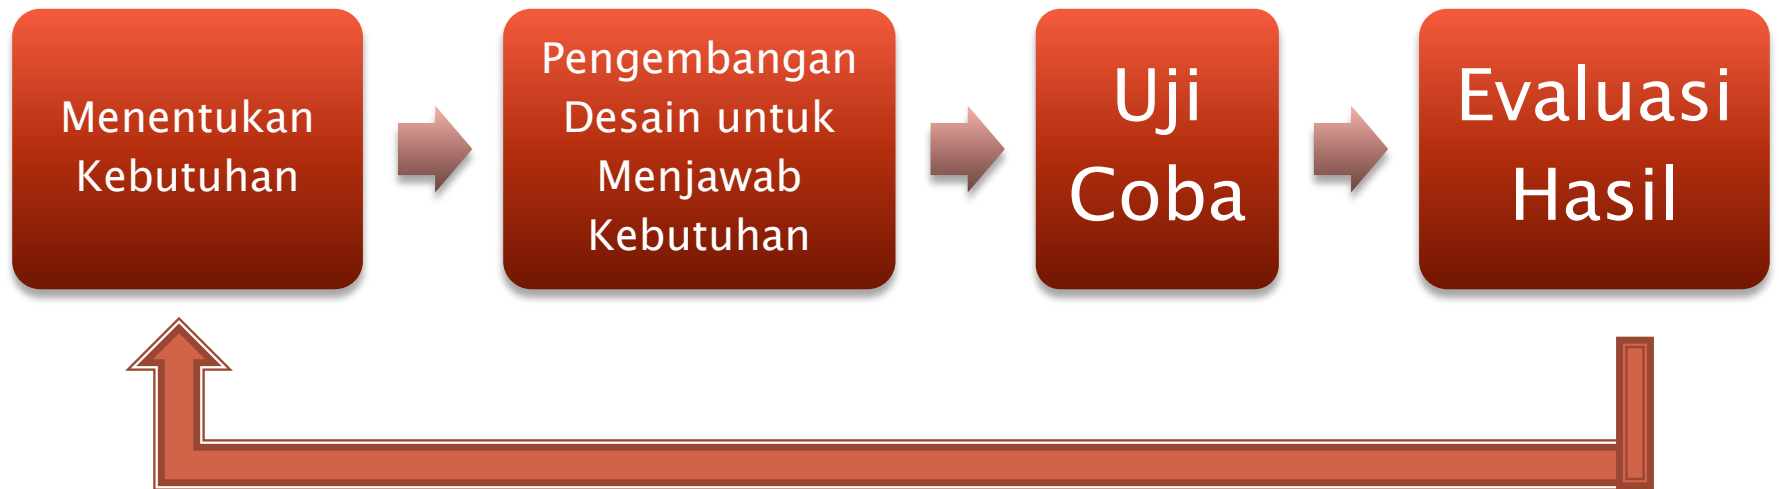 Menentukan
Kebutuhan
Pengembangan
Desain untuk
Menjawab
Kebutuhan
Uji
Coba
Evaluasi
Hasil